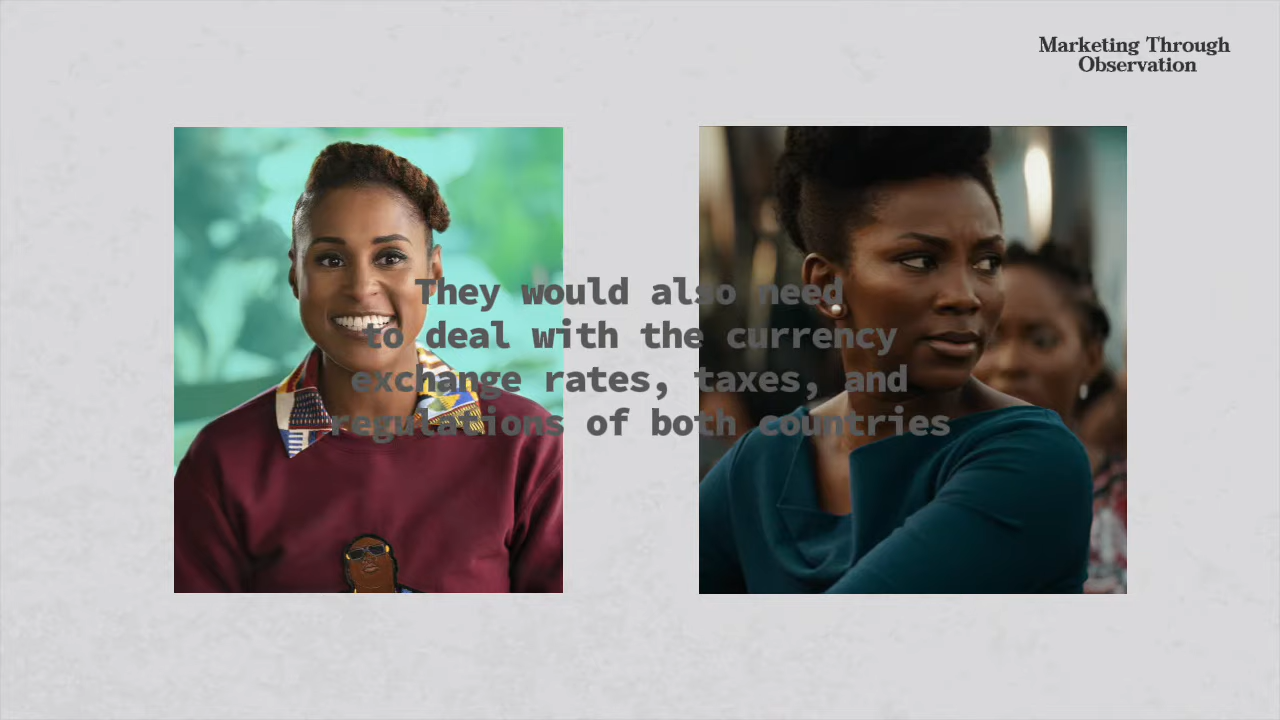 Marketing Through
Observation
They would also need
to deal with the currency
exchange rates, taxes, and
regulations of both countries